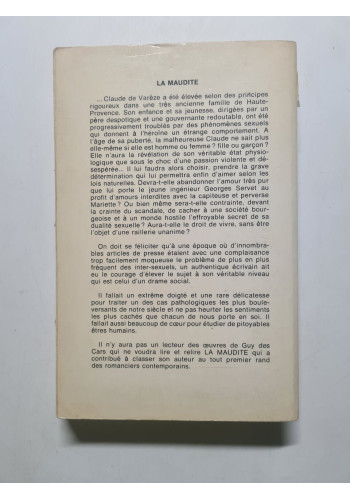 LA MAUDITE
... Claude de Varèze a été élevée selon des principes
rigoureux dans une très ancienne famille de Haute-
Provence. Son enfance et sa jeunesse, dirigées par un
père despotique et une gouvernante redoutable, ont été
progressivement troublés par des phénomènes sexuels
qui donnent à l'héroïne un étrange comportement. A
l'âge de sa puberté, la malheureuse Claude ne sait plus
elle-même si elle est homme ou femme ? fille ou garçon ?
Elle n'aura la révélation de son véritable état physio-
logique que sous le choc d'une passion violente et dé-
sespérée... Il lui faudra alors choisir, prendre la grave
détermination qui lui permettra enfin d'aimer selon les
lois naturelles. Devra-t-elle abandonner l'amour très pur
que lui porte le jeune ingénieur Georges Servet au
profit d'amours interdites avec la capiteuse et perverse
Mariette ? Ou bien même sera-t-elle contrainte, devant
la crainte du scandale, de cacher à une société bour-
geoise et à un monde hostile l'effroyable secret de sa
dualité sexuelle ? Aura-t-elle le droit de vivre, sans être
l'objet d'une raillerie unanime ?
On doit se féliciter qu'à une époque où d'innombra-
bles articles de presse étaient avec une complaisance
trop facilement moqueuse le problème de plus en plus
fréquent des inter-sexuels, un authentique écrivain ait
eu le courage d'élever le sujet à son véritable niveau
qui est celui d'un drame social.
Il fallait un extrême doigté et une rare délicatesse
pour traiter un des cas pathologiques les plus boule-
versants de notre siècle et ne pas heurter les sentiments
les plus cachés que chacun de nous porte en soi. Il
fallait aussi beaucoup de cœur pour étudier de pitoyables
êtres humains.
Il n'y aura pas un lecteur des œuvres de Guy des
Cars qui ne voudra lire et relire LA MAUDITE qui a
contribué à classer son auteur au tout premier rang
des romanciers contemporains.